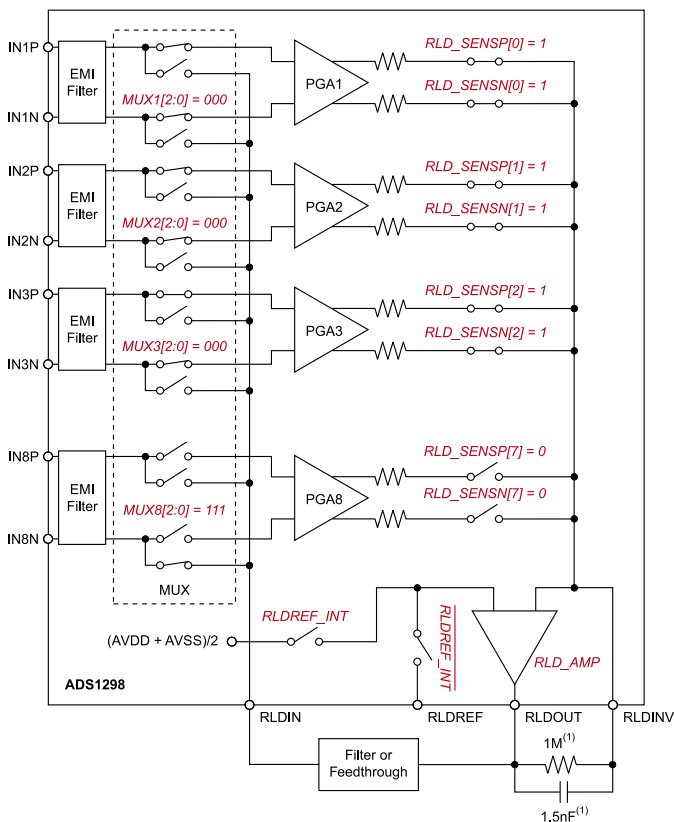 IN1P
EMI
Filter
IN1N
MUX1[2:0] = 000
PGA1
RLD_SENSP[0] = 1
RLD_SENSN[0] = 1
IN2P
EMI
Filter
IN2N
MUX2[2:0] = 000
PGA2
RLD_SENSP[1] = 1
RLD_SENSN[1] = 1
IN3P
EMI
Filter
IN3N
MUX3[2:0] = 000
PGA3
RLD_SENSP[2] = 1
RLD_SENSN[2] = 1
IN8P
EMI
Filter
IN8N
MUX8[2:0] = 111
PGA8
RLD_SENSP[7] = 0
RLD_SENSN[7] = 0
MUX
RLDREF_INT
(AVDD + AVSS)/2
RLDREF_INT
RLD_AMP
ADS1298
RLDIN
RLDREF
RLDOUT
RLDINV
Filter or
Feedthrough
1M(1)
1.5nF(1)